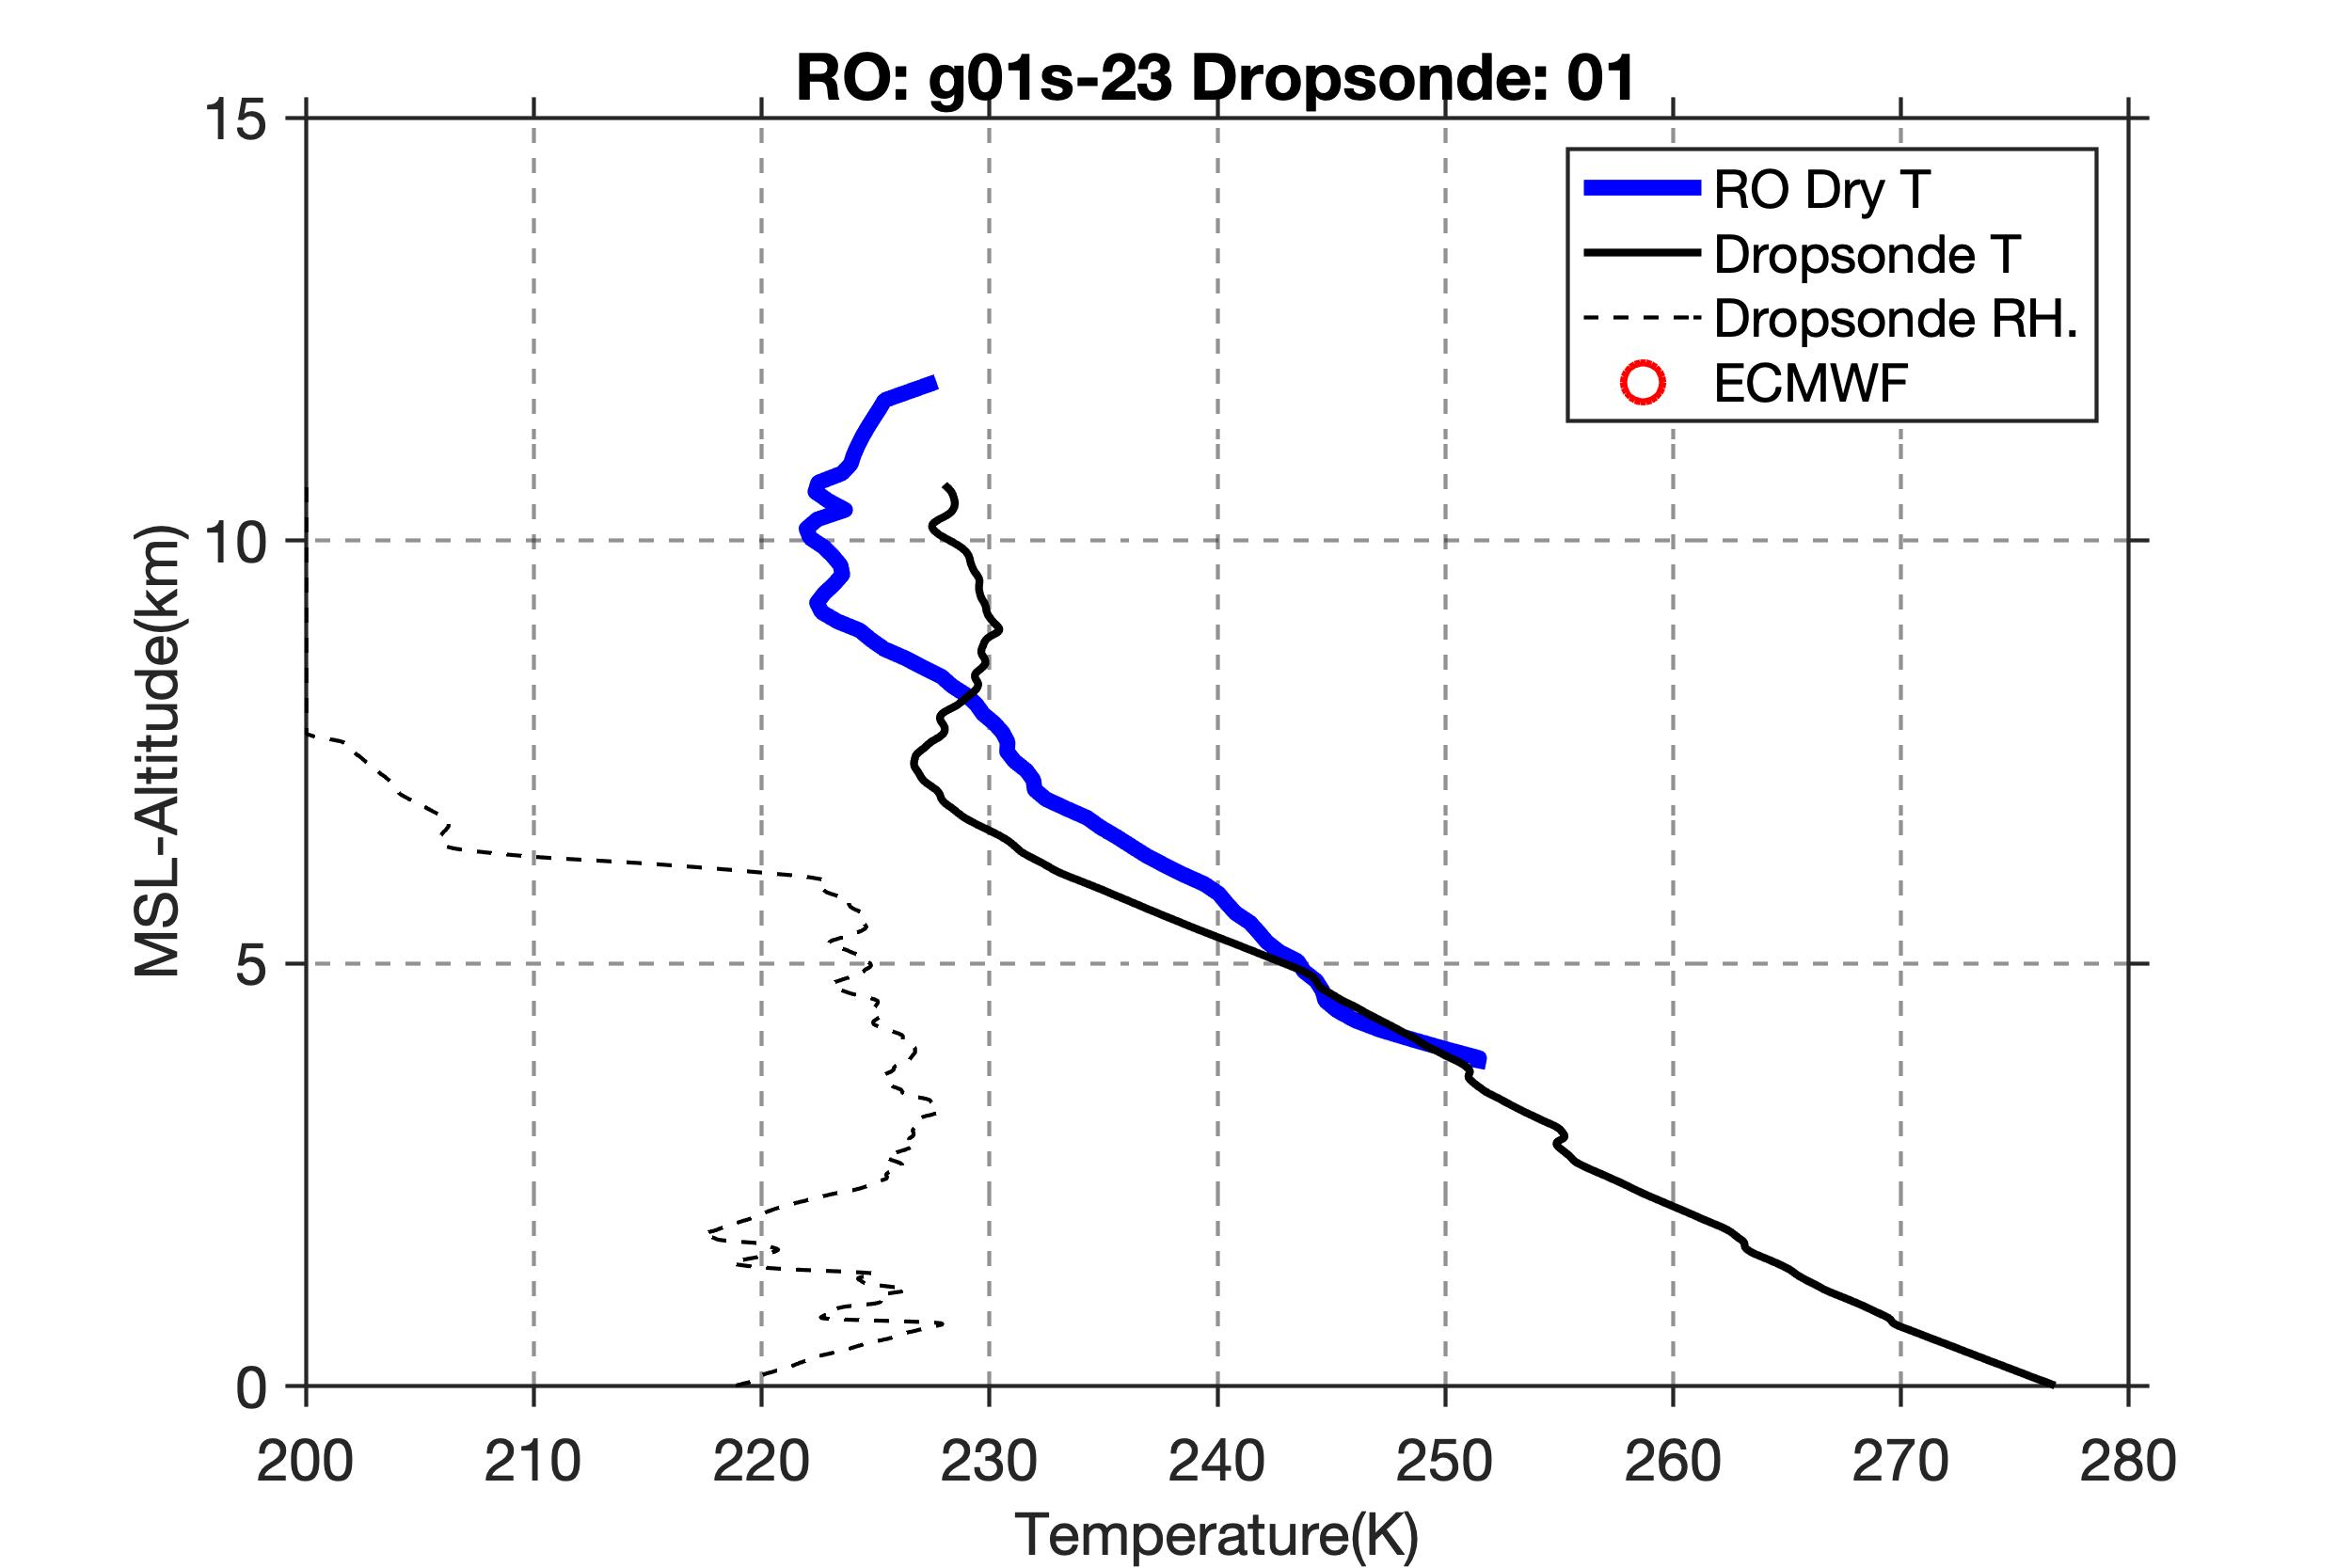 RO: g01s-23 Dropsonde: 01
15
10
5
0
MSL-Altitude(km)
RO Dry T
Dropsonde T
Dropsonde RH.
ECMWF
200 210 220 230 240 250 260 270 280
Temperature(K)